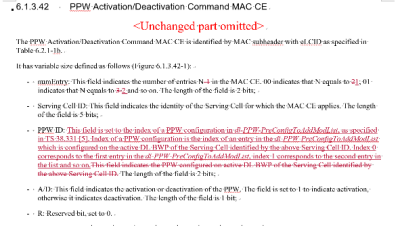 6.1.3.42 PPW Activation/Deactivation Command MAC CE
<Unchanged part omitted>
The PPW Activation/Deactivation Command MAC CE is identified by MAC subheader with eLCID as specified in
Table 6.2.1-1b.
It has variable size defined as follows (Figure 6.1.3.42-1):
- numEntry: This field indicates the number of entries N-1 in the MAC CE. 00 indicates that N equals to 21; 01
indicates that N equals to 32 and so on. The length of the field is 2 bits;
- Serving Cell ID: This field indicates the identity of the Serving Cell for which the MAC CE applies. The length
of the field is 5 bits;
- PPW ID: This field is set to the index of a PPW configuration in dl-PPW-PreConfigToAddModList, as specified
in TS 38.331 [5]. Index of a PPW configuration is the index of an entry in the dl-PPW-PreConfigToAddModList
which is configured on the active DL BWP of the Serving Cell identified by the above Serving Cell ID. Index 0
corresponds to the first entry in the dl-PPW-PreConfigToAddModList, index 1 corresponds to the second entry in
the list and so on.This field indicates the PPW configured on active DL BWP of the Serving Cell identified by
the above Serving Cell ID. The length of the field is 2 bits;
- A/D: This field indicates the activation or deactivation of the PPW. The field is set to 1 to indicate activation,
otherwise it indicates deactivation. The length of the field is 1 bit;
- R: Reserved bit, set to 0.